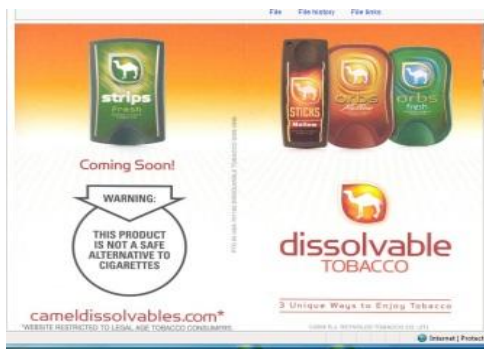 File File history File links
strips
Fresh
Coming Soon!
WARNING:
THIS PRODUCT
IS NOT A SAFE
ALTERNATIVE TO
CIGARETTES
cameldissolvables.com*
*WEBSITE RESTRICTED TO LEGAL AGE TOBACCO CONSUMERS.
STICKS
Mellow
orbs
Mellow
orbs
fresh
dissolvable
TOBACCO
3 Unique Ways to Enjoy Tobacco
Internet | Protect